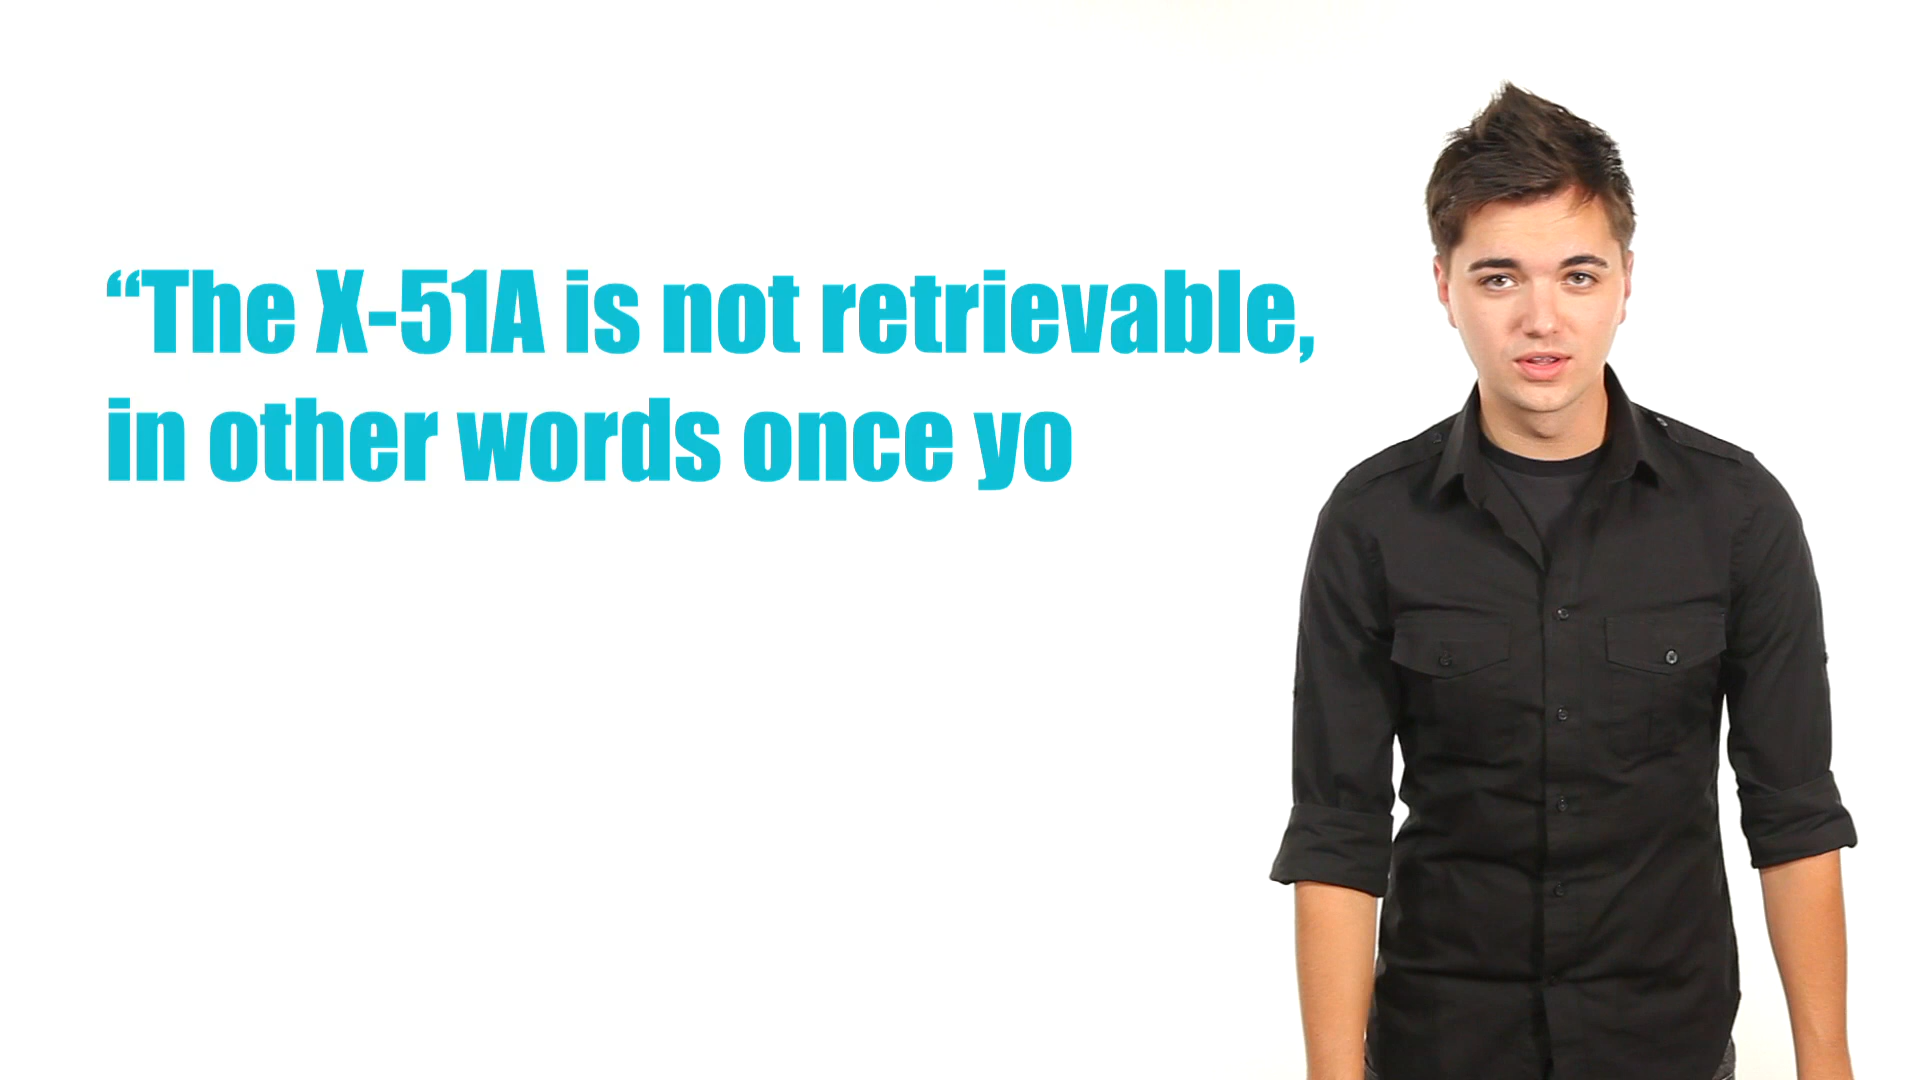 “The X-51A is not retrievable,
in other words once yo